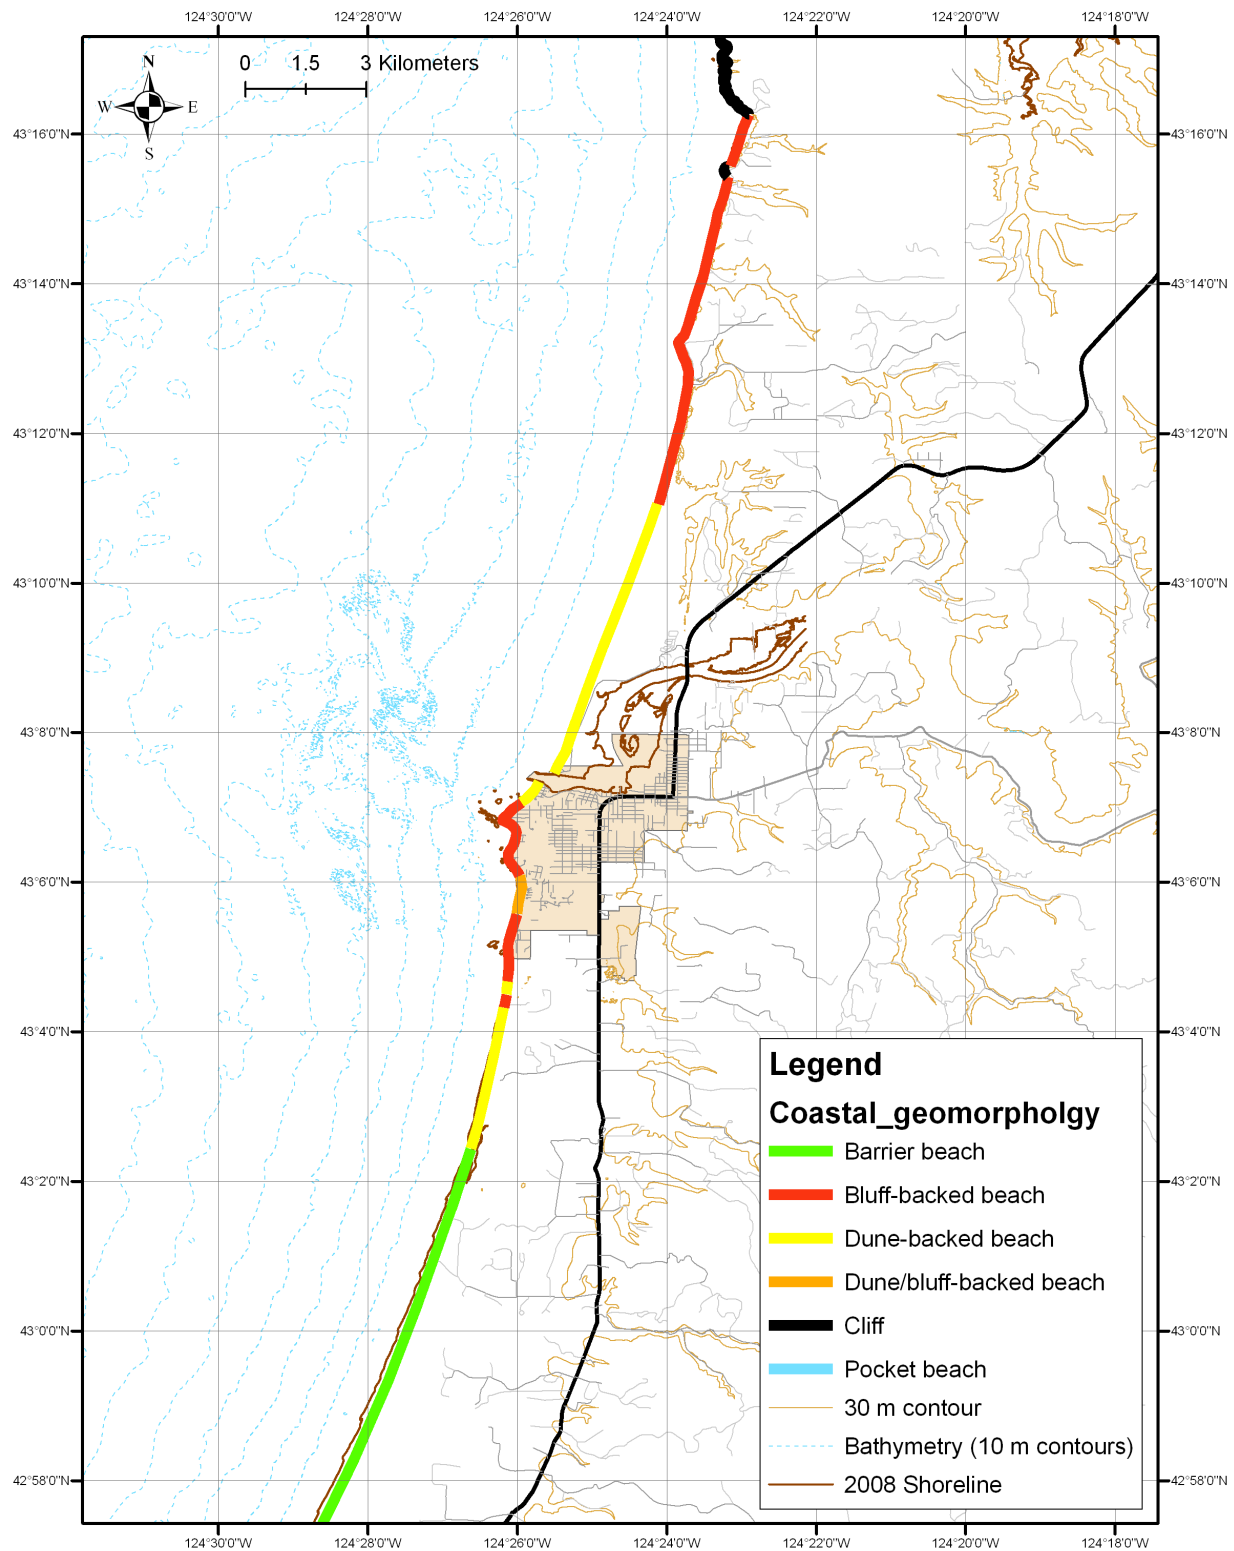 124°30'0"W 124°28'0"W 124°26'0"W 124°24'0"W 124°22'0"W 124°20'0"W 124°18'0"W
0 1.5 3 Kilometers
N
W E
S
43°16'0"N 43°16'0"N
43°14'0"N 43°14'0"N
43°12'0"N 43°12'0"N
43°10'0"N 43°10'0"N
43°8'0"N 43°8'0"N
43°6'0"N 43°6'0"N
43°4'0"N 43°4'0"N
43°2'0"N 43°2'0"N
43°0'0"N 43°0'0"N
42°58'0"N 42°58'0"N
Legend
Coastal_geomorpholgy
Barrier beach
Bluff-backed beach
Dune-backed beach
Dune/bluff-backed beach
Cliff
Pocket beach
30 m contour
Bathymetry (10 m contours)
2008 Shoreline
124°30'0"W 124°28'0"W 124°26'0"W 124°24'0"W 124°22'0"W 124°20'0"W 124°18'0"W